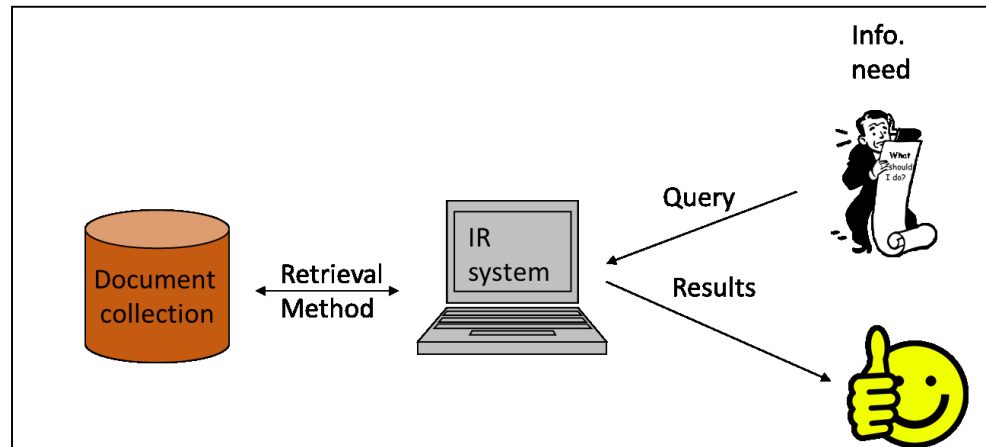 Info.
need
What
should
I do?
Query
IR
system
Document
collection
Retrieval
Method
Results